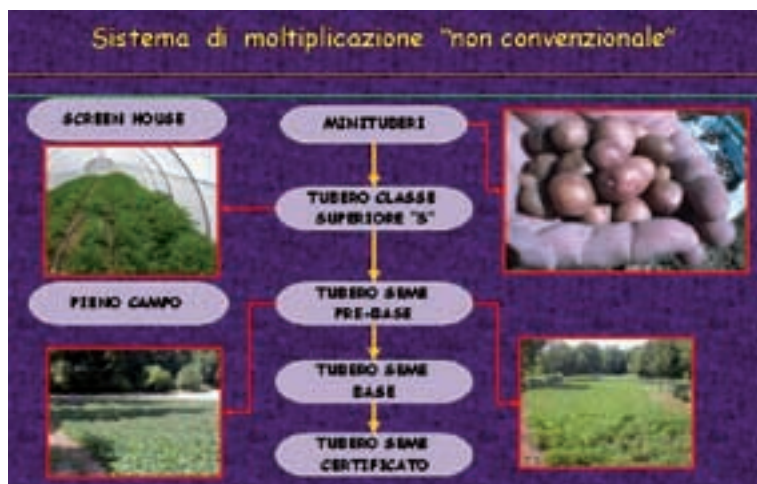 Sistema di moltiplicazione "non convenzionale"
SCREEN HOUSE
MINITUBERI
TUBERO CLASSE
SUPERIORE "S"
PIENO CAMPO
TUBERO SEME
PRE-BASE
TUBERO SEME
BASE
TUBERO SEME
CERTIFICATO